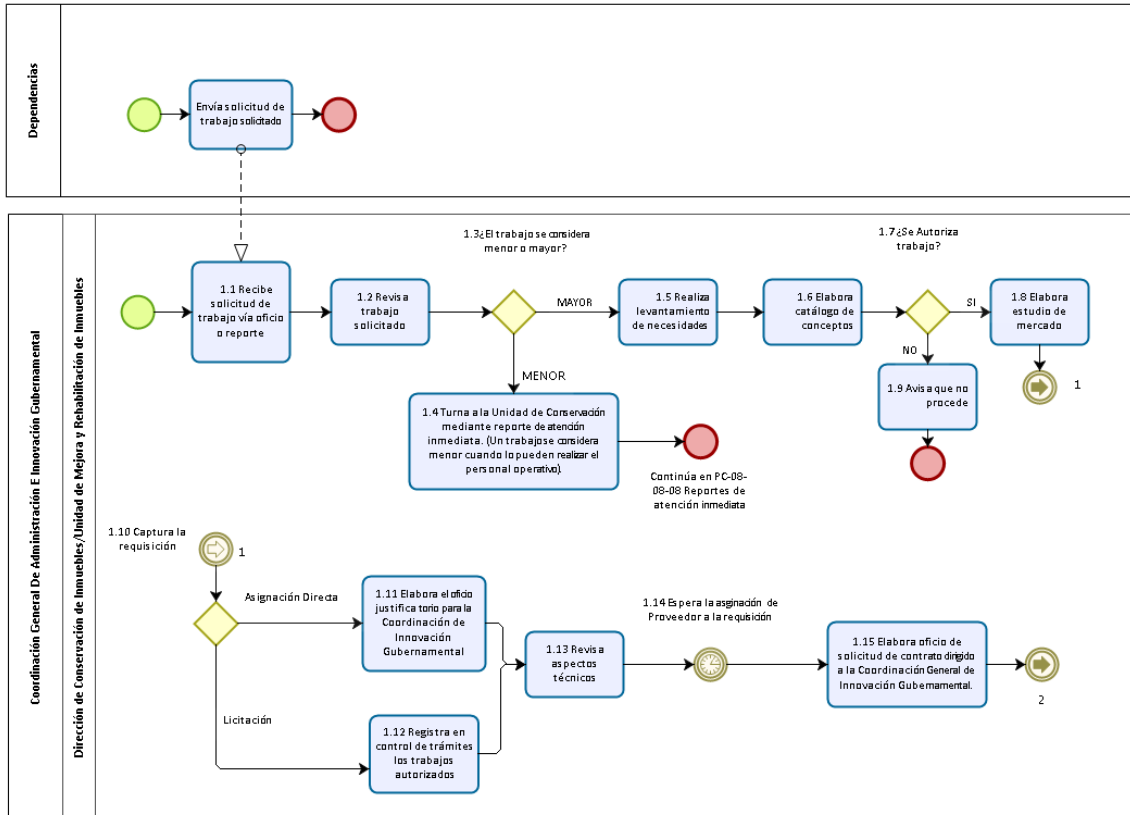 Dependencias
Envía solicitud de
trabajo solicitado
Coordinación General De Administración E Innovación Gubernamental
Dirección de Conservación de Inmuebles/Unidad de Mejora y Rehabilitación de Inmuebles
1.1 Recibe
solicitud de
trabajo vía oficio
o reporte
1.2 Revisa
trabajo
solicitado
1.3¿El trabajo se considera
menor o mayor?
MAYOR
MENOR
1.4 Turna a la Unidad de Conservación
mediante reporte de atención
inmediata. (Un trabajo se considera
menor cuando lo pueden realizar el
personal operativo).
Continúa en PC-08-
08-08 Reportes de
atención inmediata
1.5 Realiza
levantamiento
de necesidades
1.6 Elabora
catálogo de
conceptos
1.7 ¿Se Autoriza
trabajo?
SI
NO
1.8 Elabora
estudio de
mercado
1
1.9 Avisa que no
procede
1.10 Captura la
requisición
1
Asignación Directa
Licitación
1.11 Elabora el oficio
justificatorio para la
Coordinación de
Innovación
Gubernamental
1.12 Registra en
control de trámites
los trabajos
autorizados
1.13 Revisa
aspectos
técnicos
1.14 Espera la asginación de
Proveedor a la requisición
1.15 Elabora oficio de
solicitud de contrato dirigido
a la Coordinación General de
Innovación Gubernamental.
2